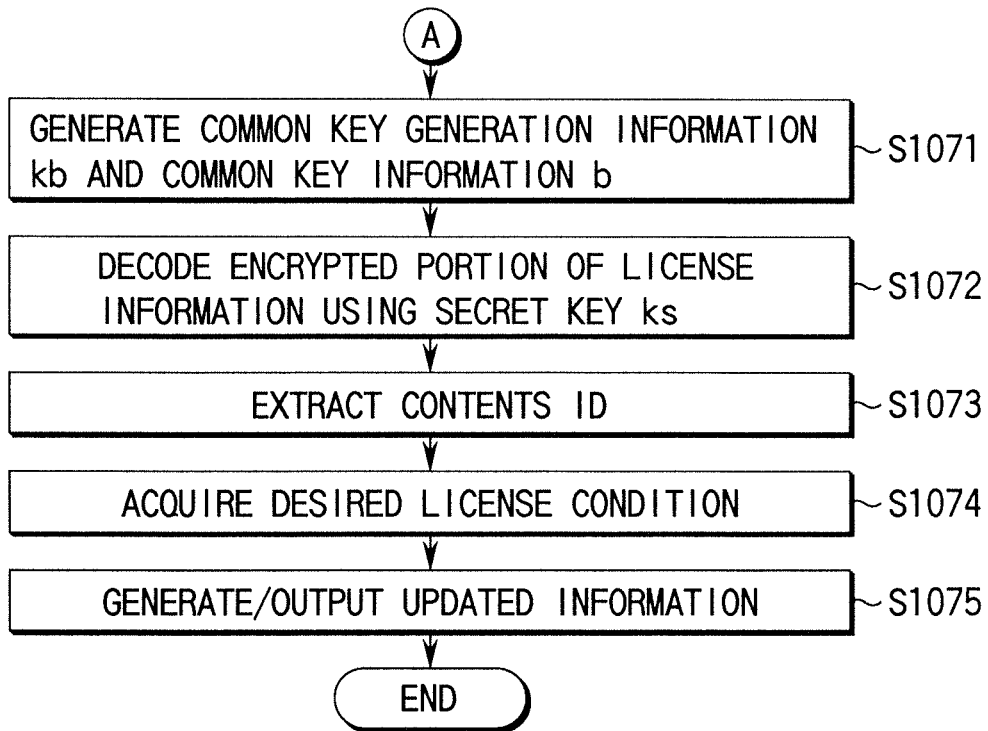 A
GENERATE COMMON KEY GENERATION INFORMATION
kb AND COMMON KEY INFORMATION b
S1071
DECODE ENCRYPTED PORTION OF LICENSE
INFORMATION USING SECRET KEY ks
S1072
EXTRACT CONTENTS ID
S1073
ACQUIRE DESIRED LICENSE CONDITION
S1074
GENERATE/OUTPUT UPDATED INFORMATION
S1075
END